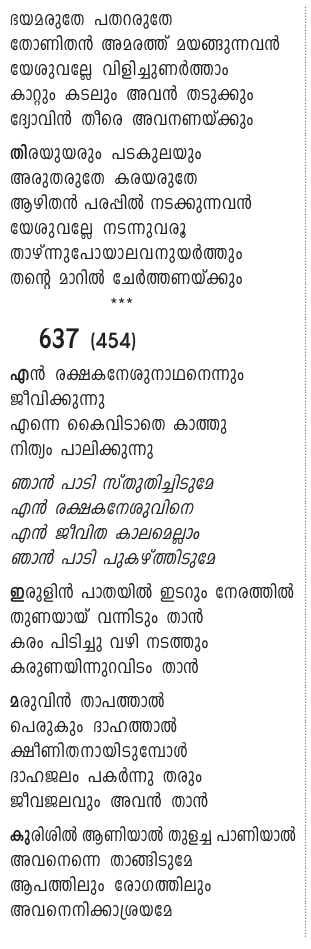 ഭയമരുതേ പതററുതേ
തോണിതൻ അമരത്ത് മയങ്ങുന്നവൻ
യേശുവല്ലേ വിളിച്ചുണർത്താം
കാറ്റും കടലും അവൻ തടുക്കും
ദ്യോവിൻ തീരെ അവനണയ്ക്കും
തിരയുയരും പടകുലയും
അരുതരുതേ കരയരുതേ
ആഴിതൻ പരപ്പിൽ നടക്കുന്നവൻ
യേശുവല്ലേ നടന്നുവരൂ
താഴ്ന്നുപോയാലവനുയർത്തും
തന്റെ മാറിൽ ചേർത്തണയ്ക്കും
***
637 (454)
എൻ രക്ഷകനേശുനാഥനെന്നും
ജീവിക്കുന്നു
എന്നെ കൈവിടാതെ കാത്തു
നിത്യം പാലിക്കുന്നു
ഞാൻ പാടി സ്തുതിച്ചിടുമേ
എൻ രക്ഷകനേശുവിനെ
എൻ ജീവിത കാലമെല്ലാം
ഞാൻ പാടി പുകഴ്ത്തിടുമേ
ഇരുളിൻ പാതയിൽ ഇടറും നേരത്തിൽ
തുണയായ് വന്നിടും താൻ
കരം പിടിച്ചു വഴി നടത്തും
കരുണയിന്നുറവിടം താൻ
മരുവിൻ താപത്താൽ
പെരുകും ദാഹത്താൽ
ക്ഷീണിതനായിടുമ്പോൾ
ദാഹജലം പകർന്നു തരും
ജീവജലവും അവൻ താൻ
കുരിശിൽ ആണിയാൽ തുളച്ച പാണിയാൽ
അവനെന്നെ താങ്ങിടുമേ
ആപത്തിലും രോഗത്തിലും
അവനെനിക്കാശ്രയമേ